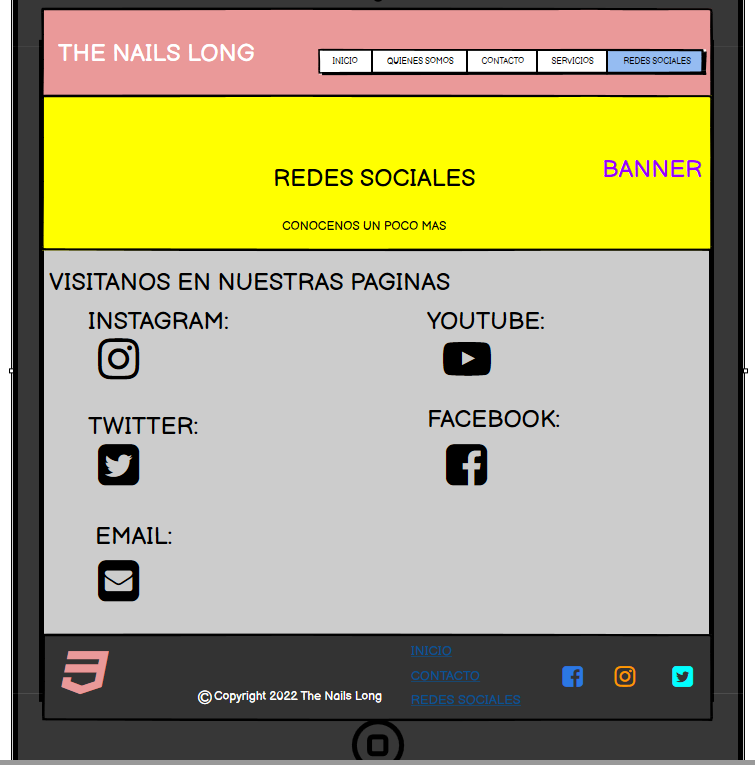 THE NAILS LONG
INICIO QUIENES SOMOS CONTACTO SERVICIOS REDES SOCIALES
BANNER
REDES SOCIALES
CONOCENOS UN POCO MAS
VISITANOS EN NUESTRAS PAGINAS
INSTAGRAM: YOUTUBE:
TWITTER: FACEBOOK:
EMAIL:
INICIO
CONTACTO
©Copyright 2022 The Nails Long
REDES SOCIALES